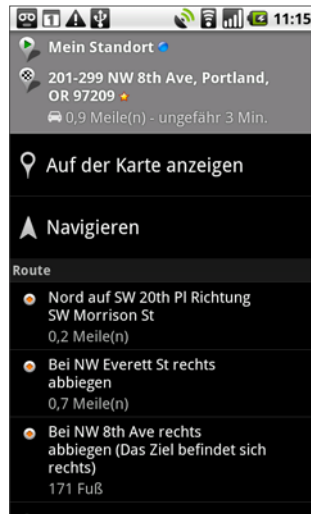 1 11:15
Mein Standort
201-299 NW 8th Ave, Portland,
OR 97209
0,9 Meile(n) - ungefähr 3 Min.
Auf der Karte anzeigen
Navigieren
Route
Nord auf SW 20th Pl Richtung
SW Morrison St
0,2 Meile(n)
Bei NW Everett St rechts
abbiegen
0,7 Meile(n)
Bei NW 8th Ave rechts
abbiegen (Das Ziel befindet sich
rechts)
171 Fuß